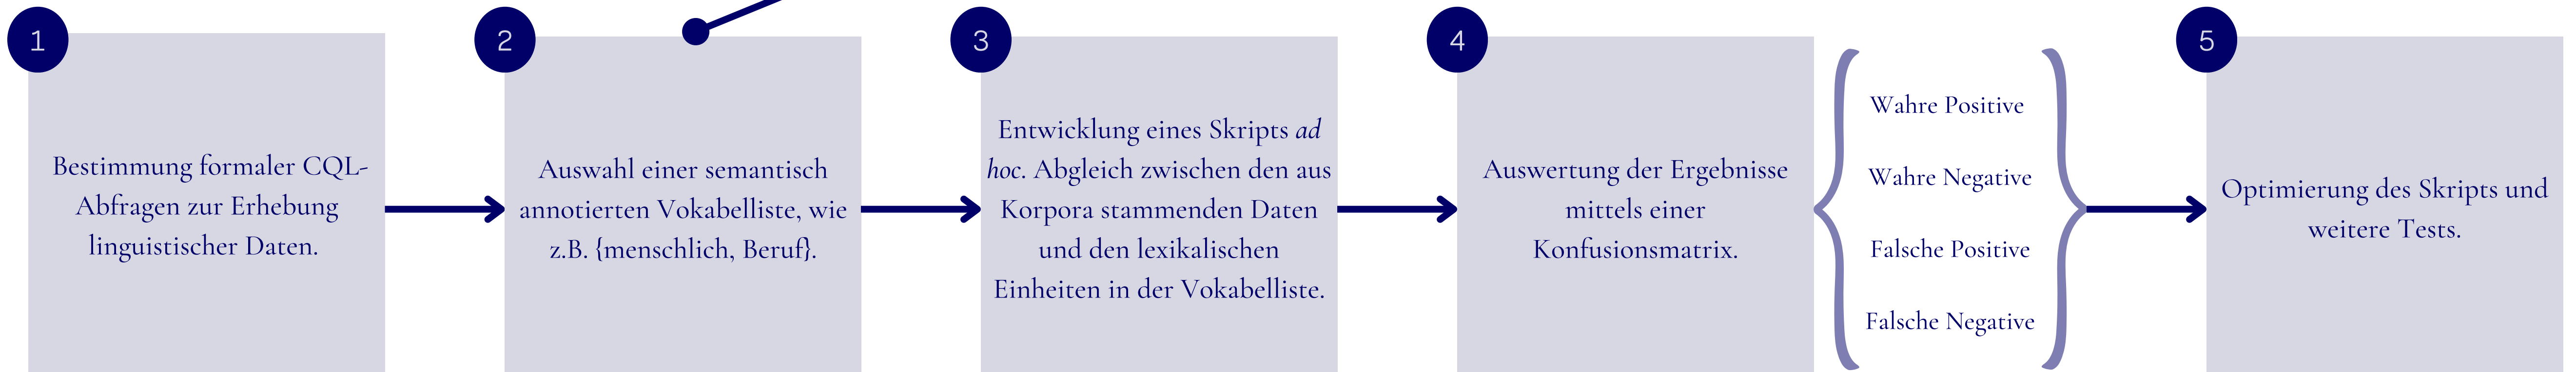 1
Bestimmung formaler CQL-
Abfragen zur Erhebung
linguistischer Daten.
2
Auswahl einer semantisch
annotierten Vokabelliste, wie
z.B. {menschlich, Beruf}.
3
Entwicklung eines Skripts ad
hoc. Abgleich zwischen den aus
Korpora stammenden Daten
und den lexikalischen
Einheiten in der Vokabelliste.
4
Auswertung der Ergebnisse
mittels einer
Konfusionsmatrix.
Wahre Positive
Wahre Negative
Falsche Positive
Falsche Negative
5
Optimierung des Skripts und
weitere Tests.